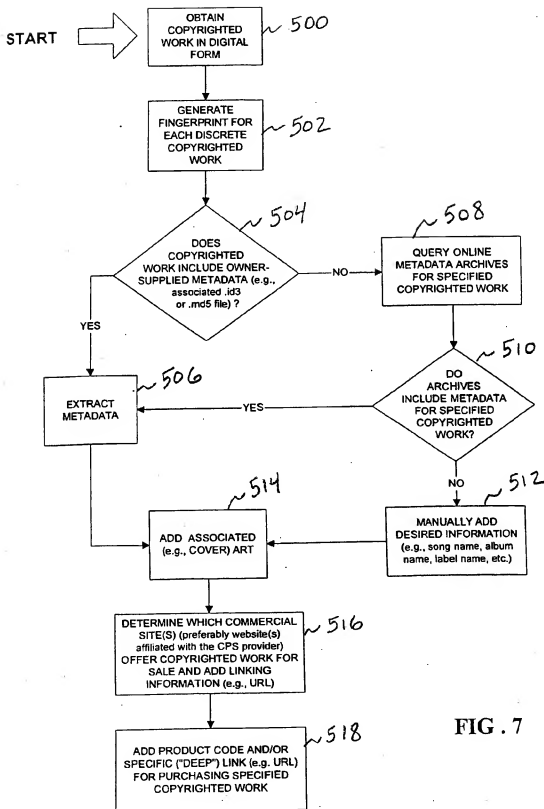 START
OBTAIN
COPYRIGHTED
WORK IN DIGITAL
FORM
500
GENERATE
FINGERPRINT FOR
EACH DISCRETE
COPYRIGHTED
WORK
502
504
DOES
COPYRIGHTED
WORK INCLUDE OWNER-
SUPPLIED METADATA (e.g.,
associated .id3
or .md5 file) ?
NO
508
QUERY ONLINE
METADATA ARCHIVES
FOR SPECIFIED
COPYRIGHTED WORK
YES
510
DO
ARCHIVES
INCLUDE METADATA
FOR SPECIFIED
COPYRIGHTED
WORK?
506
EXTRACT
METADATA
YES
NO
512
MANUALLY ADD
DESIRED INFORMATION
(e.g., song name, album
name, label name, etc.)
514
ADD ASSOCIATED
(e.g., COVER) ART
DETERMINE WHICH COMMERCIAL
SITE(S) (preferably website(s)
affiliated with the CPS provider)
OFFER COPYRIGHTED WORK FOR
SALE AND ADD LINKING
INFORMATION (e.g., URL)
516
518
ADD PRODUCT CODE AND/OR
SPECIFIC ("DEEP") LINK (e.g. URL)
FOR PURCHASING SPECIFIED
COPYRIGHTED WORK
FIG . 7